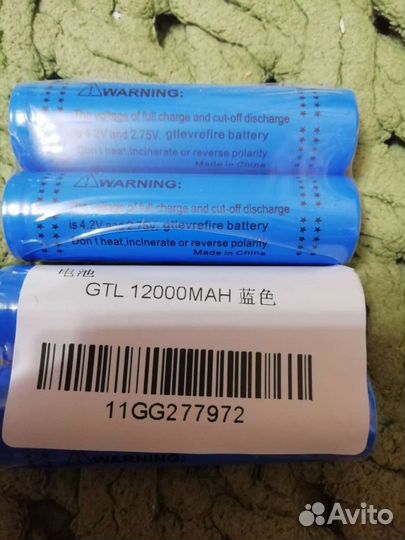 ⚠WARNING:
The voltage of full charge and cut-off discharge
is 4.2V and 2.75V. gtlevrefire battery
Don't heat,incinerate or reverse polarity.
Made in China
⚠WARNING:
The voltage of full charge and cut-off discharge
is 4.2V and 2.75V. gtlevrefire battery
Don't heat,incinerate or reverse polarity.
Made in China
电池
GTL 12000MAH 蓝色
11GG277972
⚠WARNING:
Avito